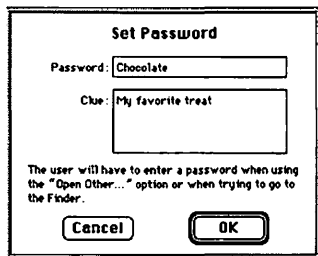 Set Password
Password: Chocolate
Clue: My favorite treat
The user will have to enter a password when using
the "Open Other..." option or when trying to go to
the Finder.
Cancel OK